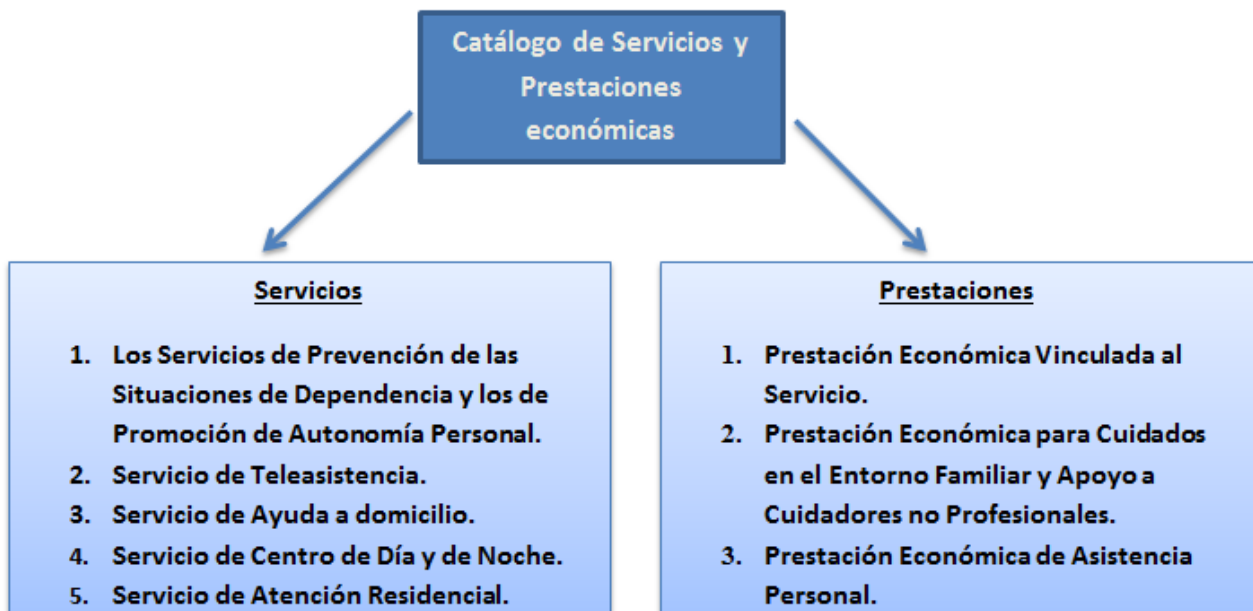 Catálogo de Servicios y
Prestaciones
económicas
Servicios
1. Los Servicios de Prevención de las
Situaciones de Dependencia y los de
Promoción de Autonomía Personal.
2. Servicio de Teleasistencia.
3. Servicio de Ayuda a domicilio.
4. Servicio de Centro de Día y de Noche.
5. Servicio de Atención Residencial.
Prestaciones
1. Prestación Económica Vinculada al
Servicio.
2. Prestación Económica para Cuidados
en el Entorno Familiar y Apoyo a
Cuidadores no Profesionales.
3. Prestación Económica de Asistencia
Personal.